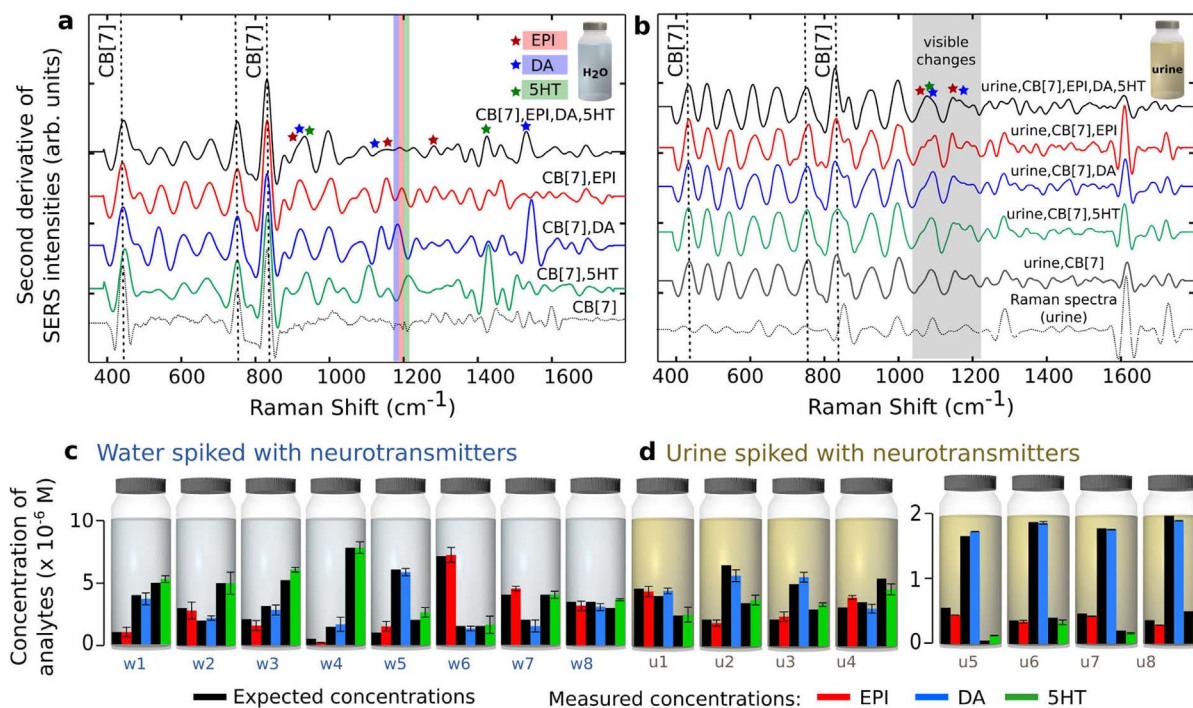 a
CB[7]
CB[7]
EPI
DA
5HT
H₂O
CB[7],EPI,DA,5HT
CB[7],EPI
CB[7],DA
CB[7],5HT
CB[7]
Second derivative of
SERS intensities (arb. units)
400 600 800 1000 1200 1400 1600
Raman Shift (cm⁻¹)
b
CB[7]
CB[7]
visible
changes
urine
urine,CB[7],EPI,DA,5HT
urine,CB[7],EPI
urine,CB[7],DA
urine,CB[7],5HT
urine,CB[7]
Raman spectra
(urine)
400 600 800 1000 1200 1400 1600
Raman Shift (cm⁻¹)
c Water spiked with neurotransmitters
d Urine spiked with neurotransmitters
Concentration of
analytes (x 10⁻⁶ M)
10
5
0
w1 w2 w3 w4 w5 w6 w7 w8 u1 u2 u3 u4
2
1
0
u5 u6 u7 u8
Expected concentrations Measured concentrations: EPI DA 5HT